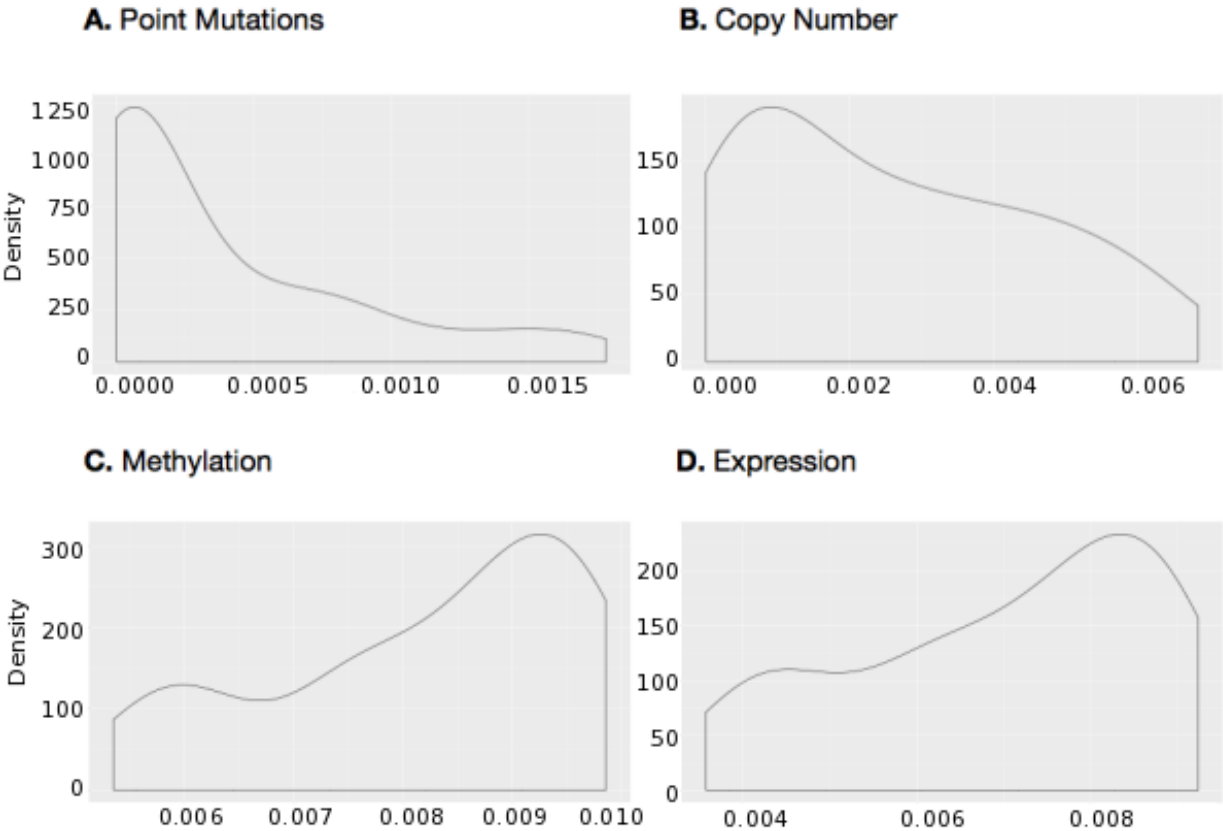 A. Point Mutations
B. Copy Number
Density
1250
1000
750
500
250
0
0.0000 0.0005 0.0010 0.0015
150
100
50
0
0.000 0.002 0.004 0.006
C. Methylation
D. Expression
Density
300
200
100
0
0.006 0.007 0.008 0.009 0.010
200
150
100
50
0
0.004 0.006 0.008